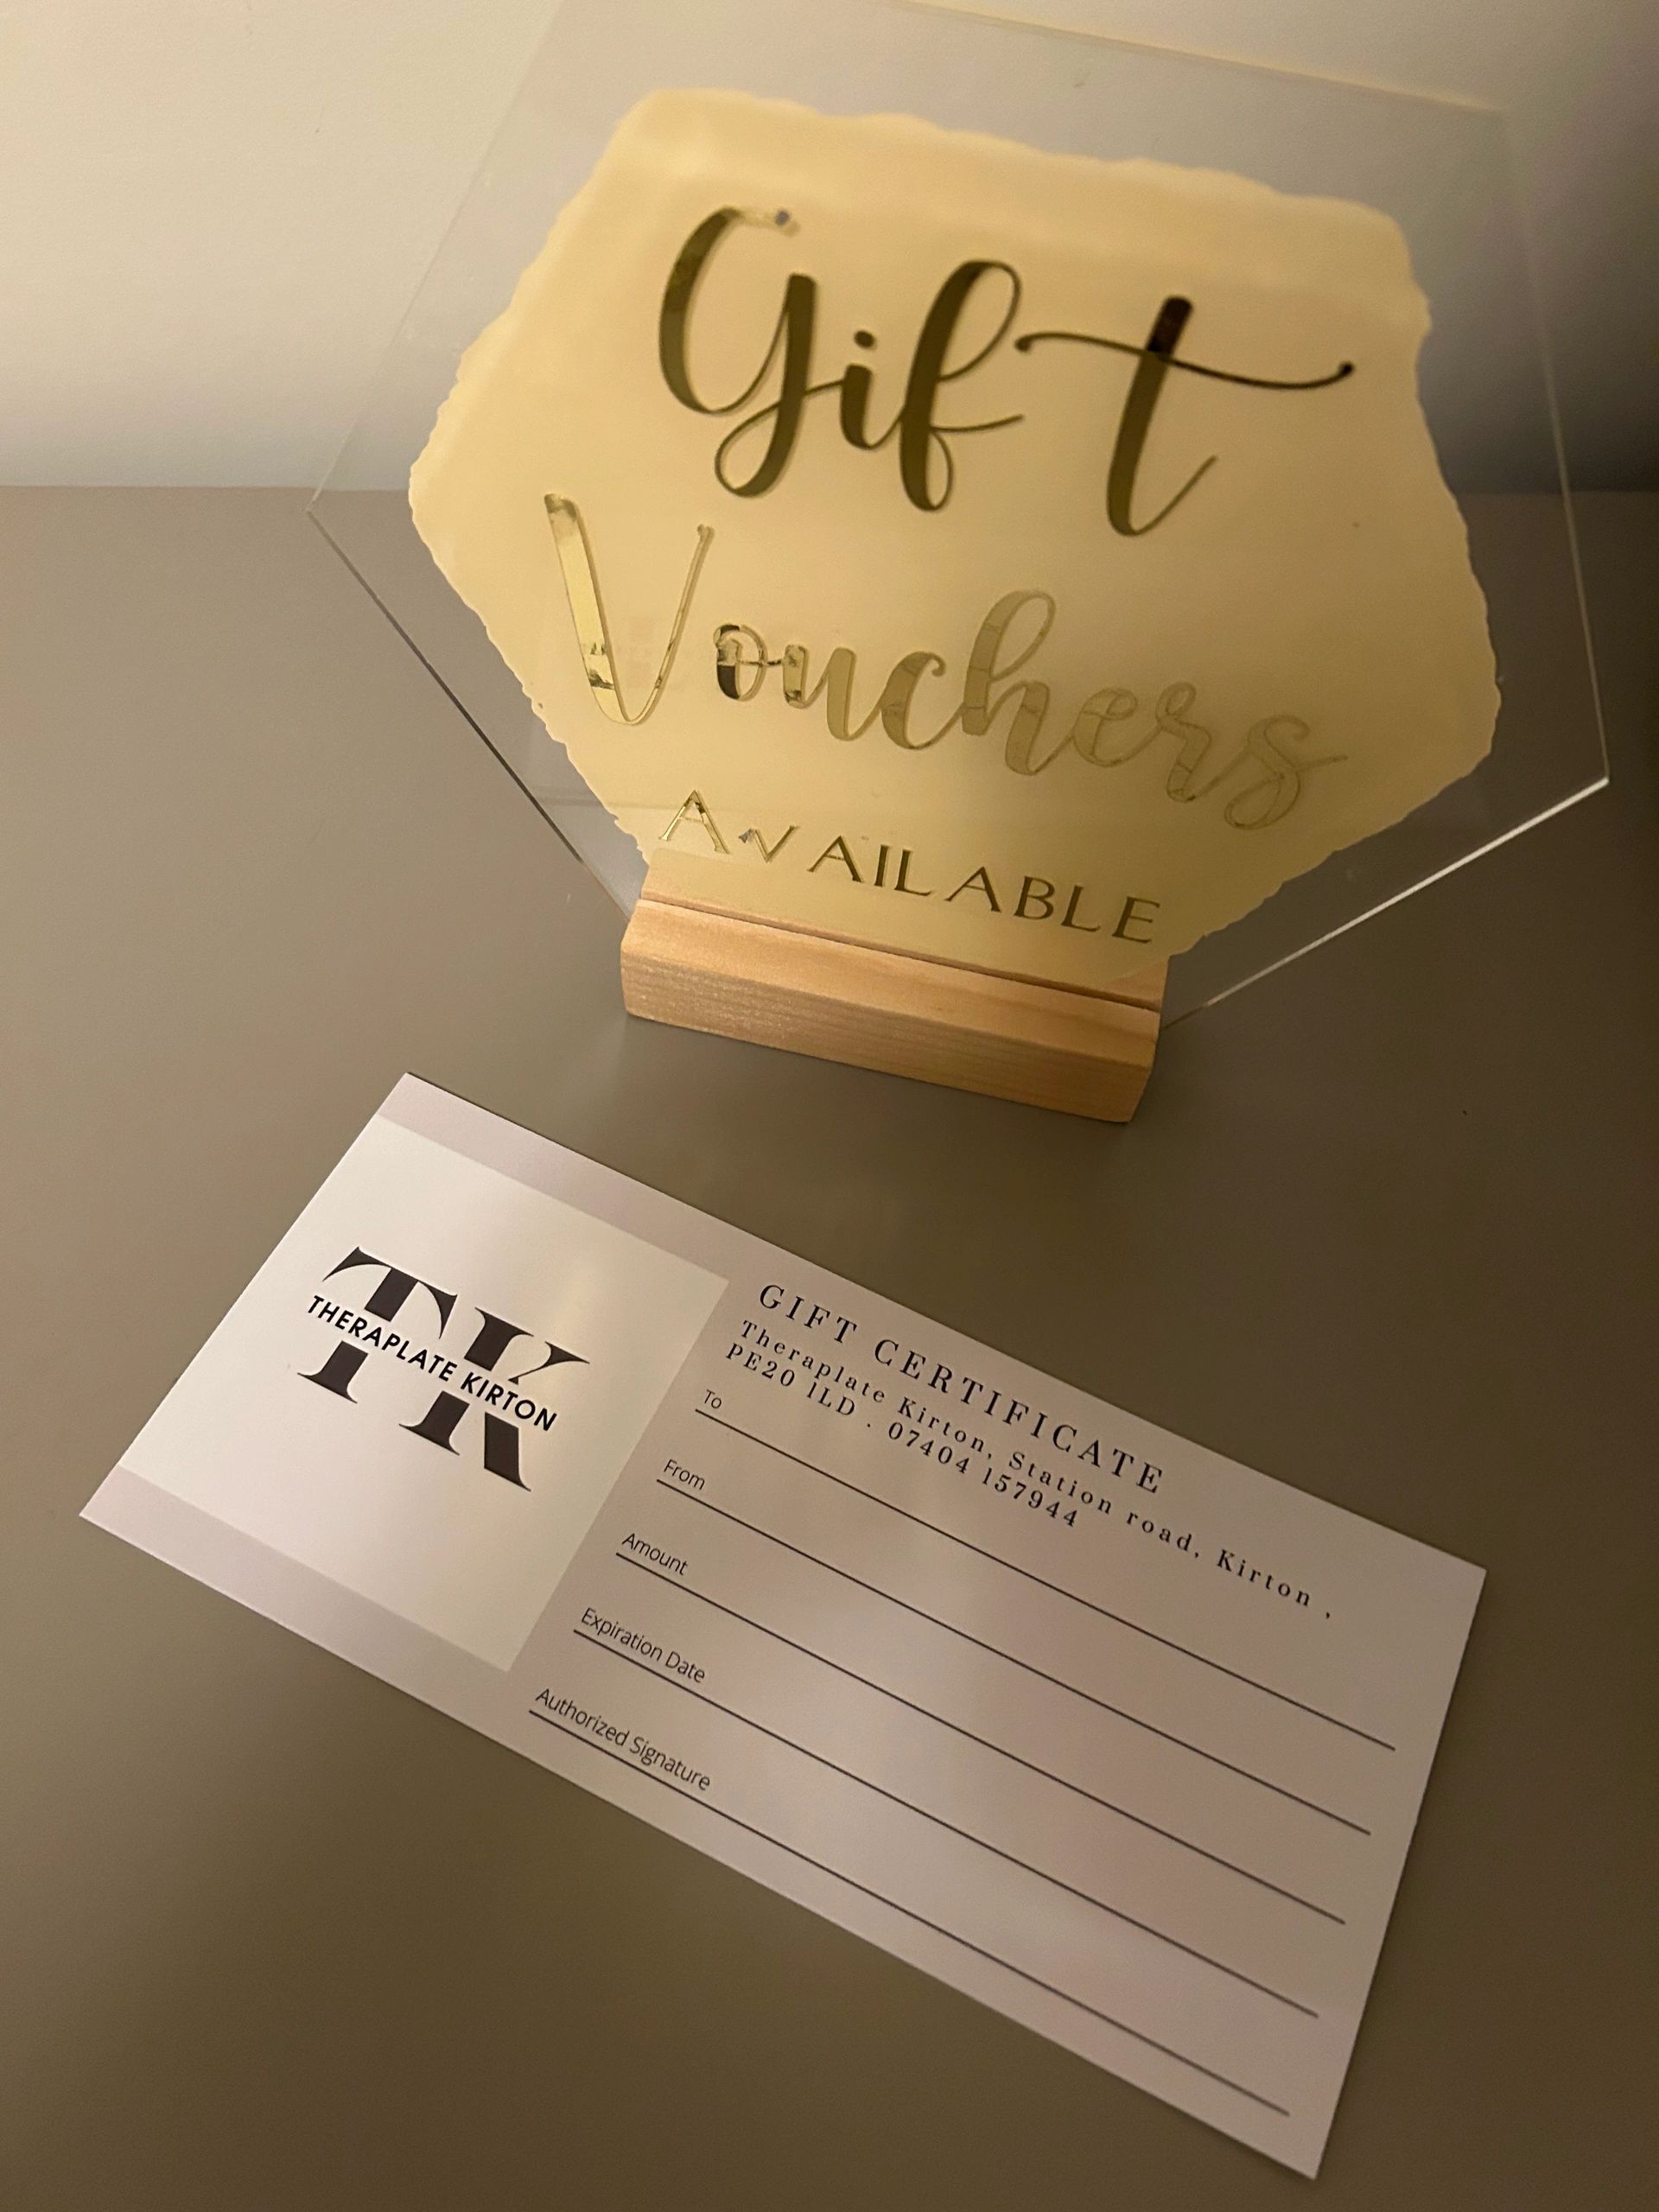 Gift
Vouchers
AVAILABLE
TK
THERAPLATE KIRTON
GIFT CERTIFICATE
Theraplate Kirton, Station road, Kirton ,
PE20 1LD · 07404 157944
To
From
Amount
Expiration Date
Authorized Signature